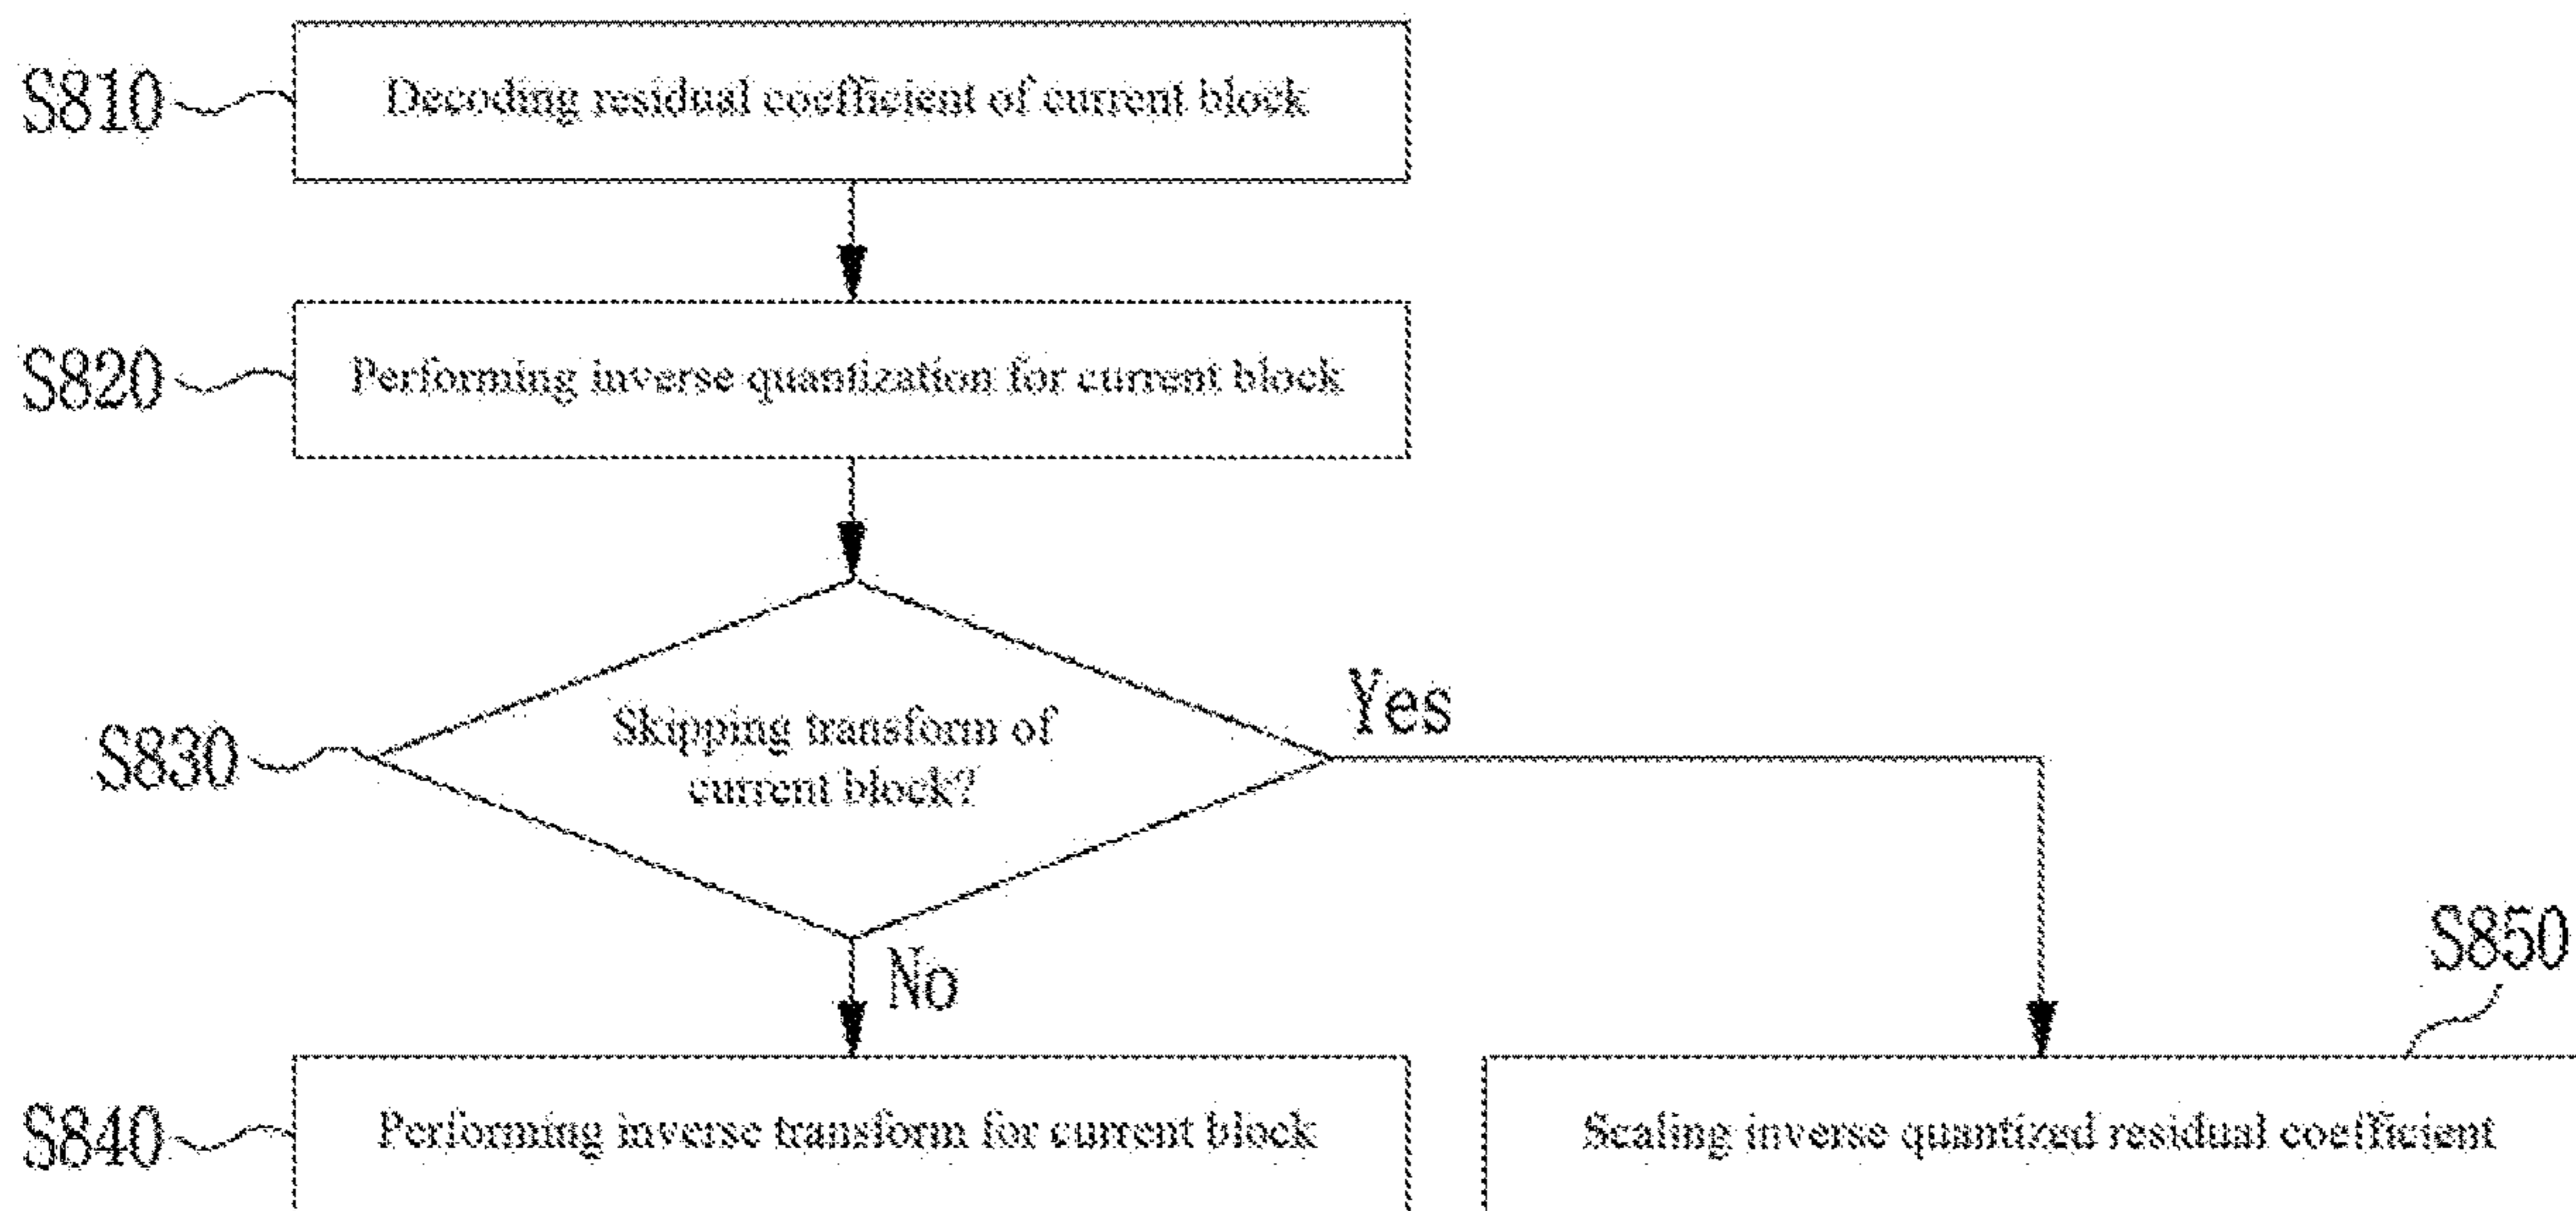 S810
Decoding residual coefficient of current block
S820
Performing inverse quantization for current block
S830
Skipping transform of
current block?
Yes
No
S840
Performing inverse transform for current block
S850
Scaling inverse quantized residual coefficient